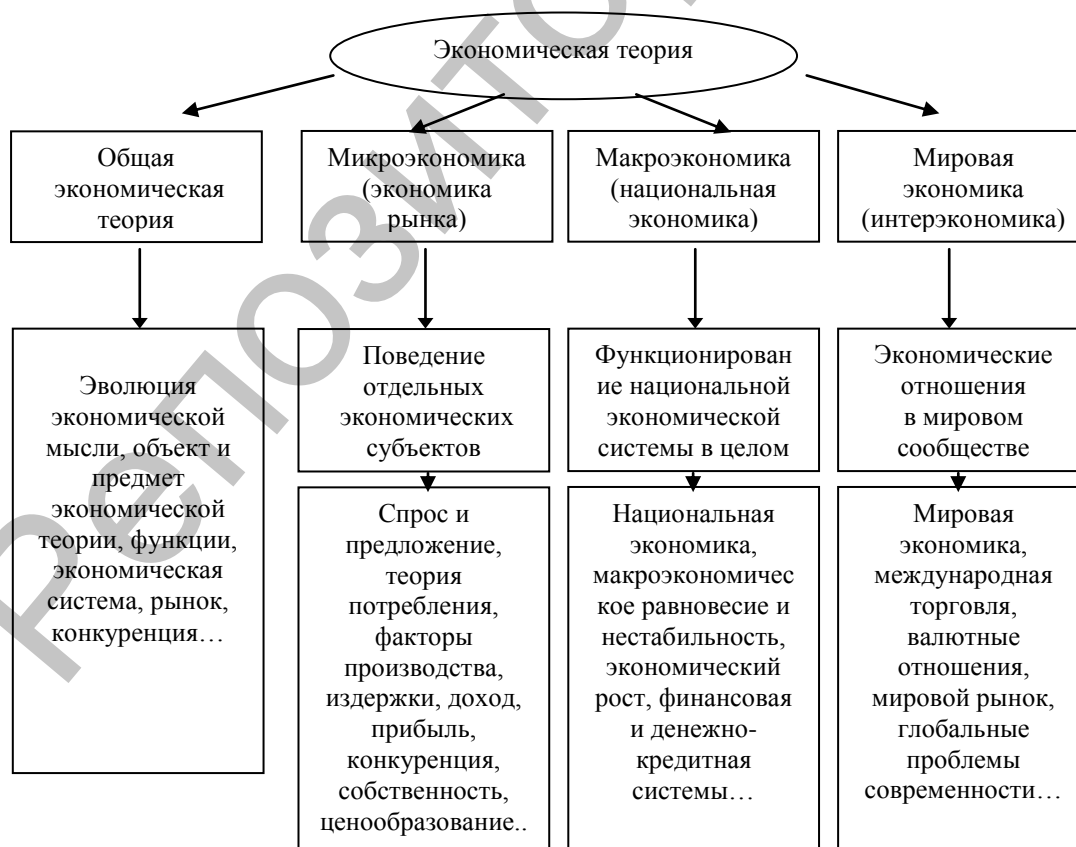 Экономическая теория
Общая
экономическая
теория
Микроэкономика
(экономика
рынка)
Макроэкономика
(национальная
экономика)
Мировая
экономика
(интерэкономика)
Эволюция
экономической
мысли, объект и
предмет
экономической
теории, функции,
экономическая
система, рынок,
конкуренция…
Поведение
отдельных
экономических
субъектов
Функционирован
ие национальной
экономической
системы в целом
Экономические
отношения
в мировом
сообществе
Спрос и
предложение,
теория
потребления,
факторы
производства,
издержки, доход,
прибыль,
конкуренция,
собственность,
ценообразование..
Национальная
экономика,
макроэкономичес
кое равновесие и
нестабильность,
экономический
рост, финансовая
и денежно-
кредитная
системы…
Мировая
экономика,
международная
торговля,
валютные
отношения,
мировой рынок,
глобальные
проблемы
современности…